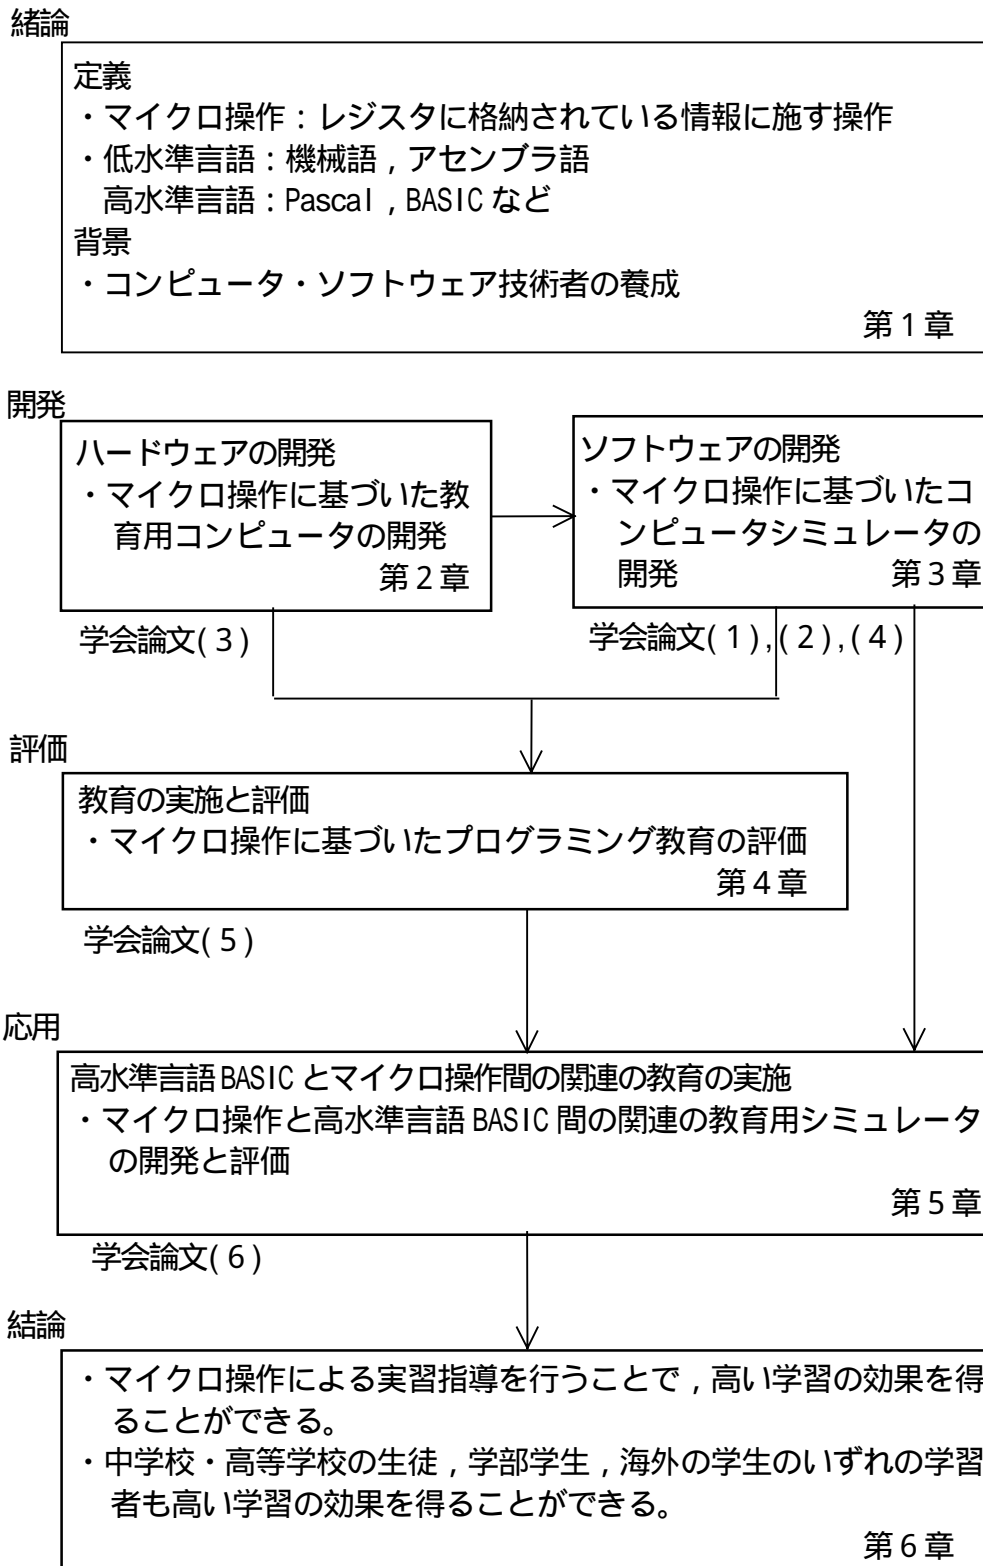 緒論
定義
・マイクロ操作：レジスタに格納されている情報に施す操作
・低水準言語：機械語，アセンブラ語
高水準言語：Pascal，BASIC など
背景
・コンピュータ・ソフトウェア技術者の養成
第1章
開発
ハードウェアの開発
・マイクロ操作に基づいた教
育用コンピュータの開発
第2章
ソフトウェアの開発
・マイクロ操作に基づいたコ
ンピュータシミュレータの
開発 第3章
学会論文(3)
学会論文(1),(2),(4)
評価
教育の実施と評価
・マイクロ操作に基づいたプログラミング教育の評価
第4章
学会論文(5)
応用
高水準言語 BASIC とマイクロ操作間の関連の教育の実施
・マイクロ操作と高水準言語 BASIC 間の関連の教育用シミュレータ
の開発と評価
第5章
学会論文(6)
結論
・マイクロ操作による実習指導を行うことで，高い学習の効果を得
ることができる。
・中学校・高等学校の生徒，学部学生，海外の学生のいずれの学習
者も高い学習の効果を得ることができる。
第6章